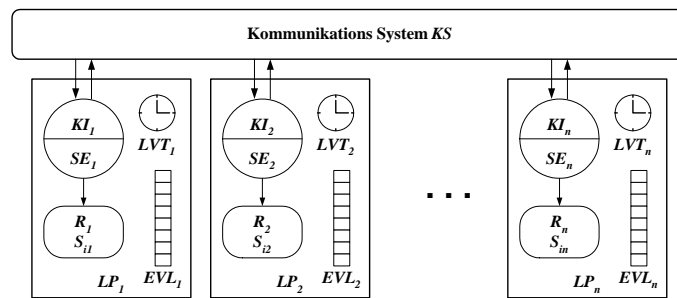 Kommunikations System KS
KI1
SE1
LVT1
R1
Si1
LP1
EVL1
KI2
SE2
LVT2
R2
Si2
LP2
EVL2
. . .
KIn
SEn
LVTn
Rn
Sin
LPn
EVLn